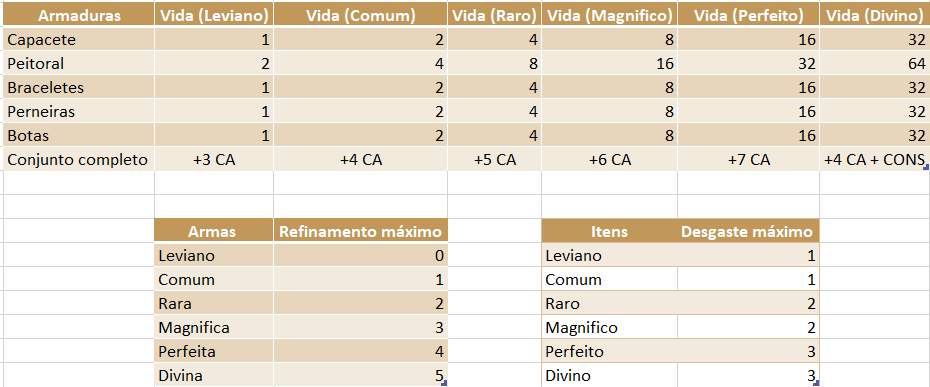 Armaduras Vida (Leviano) Vida (Comum) Vida (Raro) Vida (Magnifico) Vida (Perfeito) Vida (Divino)
Capacete 1 2 4 8 16 32
Peitoral 2 4 8 16 32 64
Braceletes 1 2 4 8 16 32
Perneiras 1 2 4 8 16 32
Botas 1 2 4 8 16 32
Conjunto completo +3 CA +4 CA +5 CA +6 CA +7 CA +4 CA + CONS
Armas Refinamento máximo
Leviano 0
Comum 1
Rara 2
Magnifica 3
Perfeita 4
Divina 5
Itens Desgaste máximo
Leviano 1
Comum 1
Raro 2
Magnifico 2
Perfeito 3
Divino 3